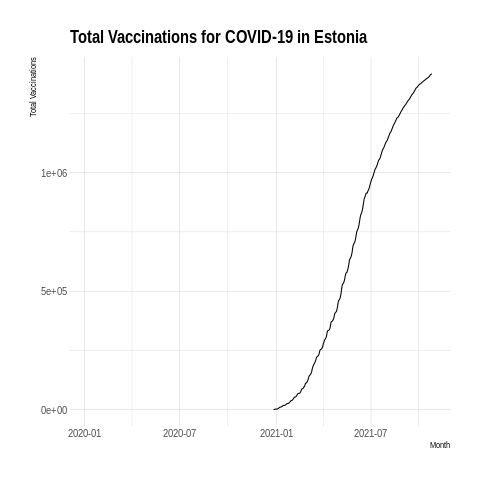 Total Vaccinations for COVID-19 in Estonia
Total Vaccinations
1e+06
5e+05
0e+00
2020-01 2020-07 2021-01 2021-07
Month